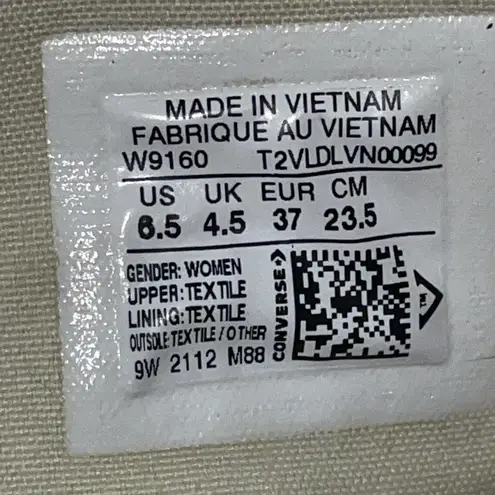 MADE IN VIETNAM
FABRIQUE AU VIETNAM
W9160 T2VLDLVN00099
US UK EUR CM
6.5 4.5 37 23.5
GENDER: WOMEN
UPPER: TEXTILE
LINING: TEXTILE
OUTSOLE: TEXTILE / OTHER
9W 2112 M88
CONVERSE
TM